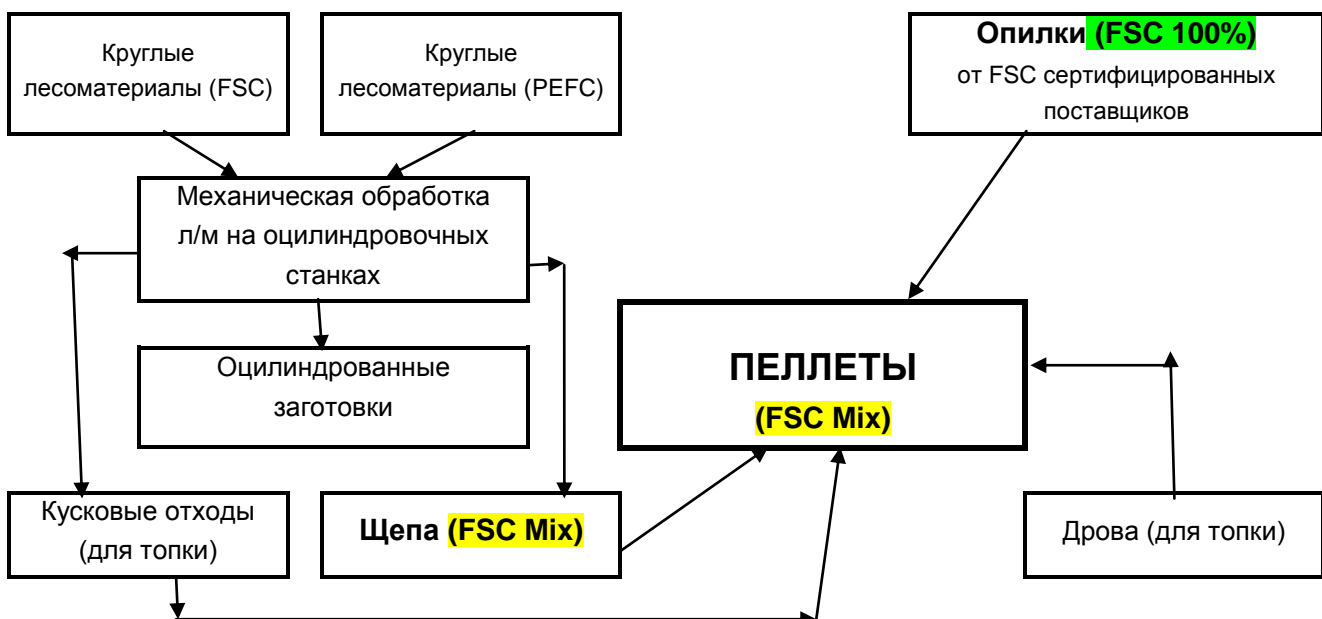 Круглые
лесоматериалы (FSC)
Круглые
лесоматериалы (PEFC)
Опилки (FSC 100%)
от FSC сертифицированных
поставщиков
Механическая обработка
л/м на оцилиндровочных
станках
Оцилиндрованные
заготовки
ПЕЛЛЕТЫ
(FSC Mix)
Кусковые отходы
(для топки)
Щепа (FSC Mix)
Дрова (для топки)